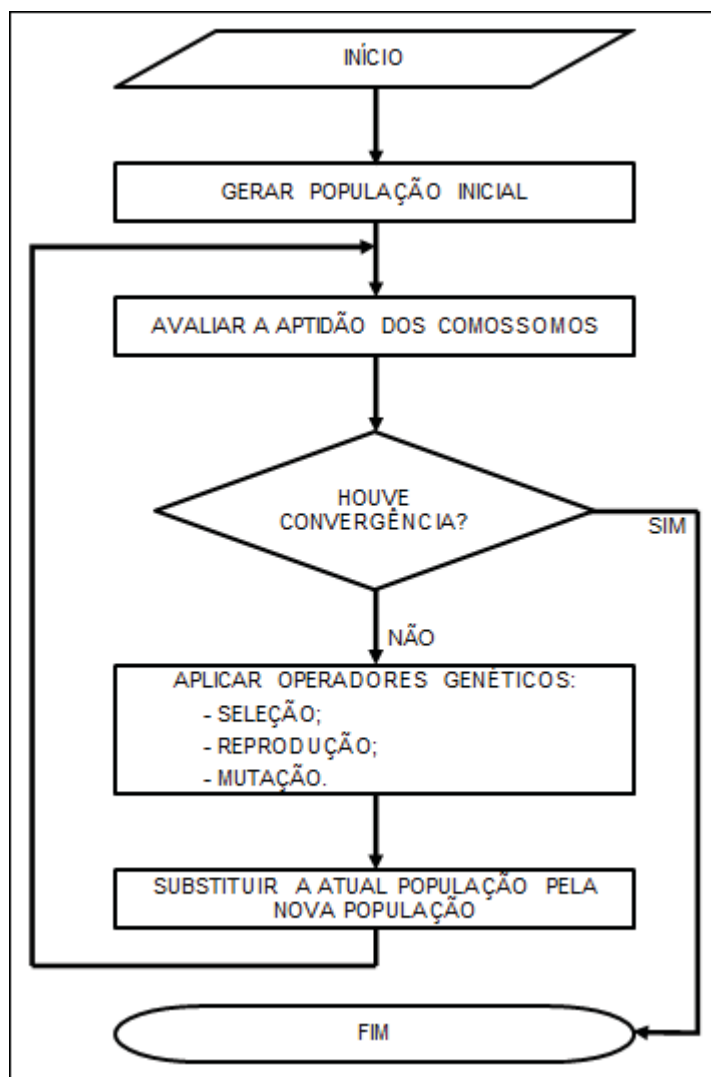 INÍCIO
GERAR POPULAÇÃO INICIAL
AVALIAR A APTIDÃO DOS COMOSSOMOS
HOUVE
CONVERGÊNCIA?
SIM
NÃO
APLICAR OPERADORES GENÉTICOS:
- SELEÇÃO;
- REPRODUÇÃO;
- MUTAÇÃO.
SUBSTITUIR A ATUAL POPULAÇÃO PELA
NOVA POPULAÇÃO
FIM